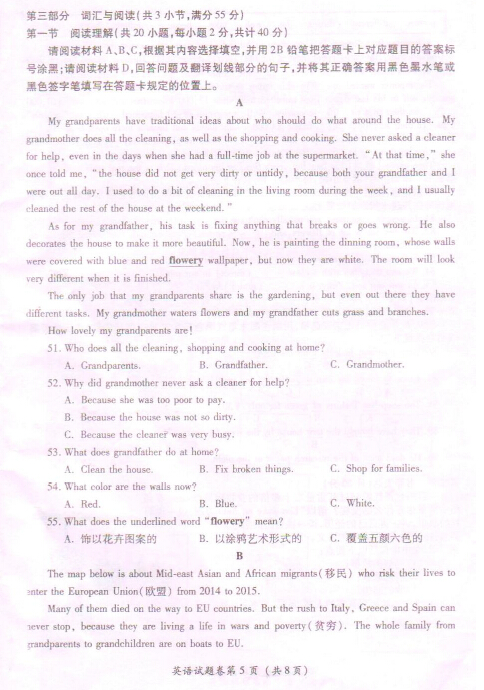 第三部分 词汇与阅读(共3小节,满分55分)
第一节 阅读理解(共20小题,每小题2分,共计40分)
请阅读材料A、B、C,根据其内容选择填空,并用2B铅笔把答题卡上对应题目的答案标
号涂黑;请阅读材料D,回答问题及翻译划线部分的句子,并将其正确答案用黑色墨水笔或
黑色签字笔填写在答题卡规定的位置上。
A
My grandparents have traditional ideas about who should do what around the house. My
grandmother does all the cleaning, as well as the shopping and cooking. She never asked a cleaner
for help, even in the days when she had a full-time job at the supermarket. “At that time,” she
once told me, “the house did not get very dirty or untidy, because both your grandfather and I
were out all day. I used to do a bit of cleaning in the living room during the week, and I usually
cleaned the rest of the house at the weekend.”
As for my grandfather, his task is fixing anything that breaks or goes wrong. He also
decorates the house to make it more beautiful. Now, he is painting the dinning room, whose walls
were covered with blue and red flowery wallpaper, but now they are white. The room will look
very different when it is finished.
The only job that my grandparents share is the gardening, but even out there they have
different tasks. My grandmother waters flowers and my grandfather cuts grass and branches.
How lovely my grandparents are!
51. Who does all the cleaning, shopping and cooking at home?
A. Grandparents. B. Grandfather. C. Grandmother.
52. Why did grandmother never ask a cleaner for help?
A. Because she was too poor to pay.
B. Because the house was not so dirty.
C. Because the cleaner was very busy.
53. What does grandfather do at home?
A. Clean the house. B. Fix broken things. C. Shop for families.
54. What color are the walls now?
A. Red. B. Blue. C. White.
55. What does the underlined word “flowery” mean?
A. 饰以花卉图案的 B. 以涂鸦艺术形式的 C. 覆盖五颜六色的
B
The map below is about Mid-east Asian and African migrants(移民) who risk their lives to
enter the European Union(欧盟) from 2014 to 2015.
Many of them died on the way to EU countries. But the rush to Italy, Greece and Spain can
never stop, because they are living a life in wars and poverty(贫穷). The whole family from
grandparents to grandchildren are on boats to EU.
英语试题卷第5页(共8页)